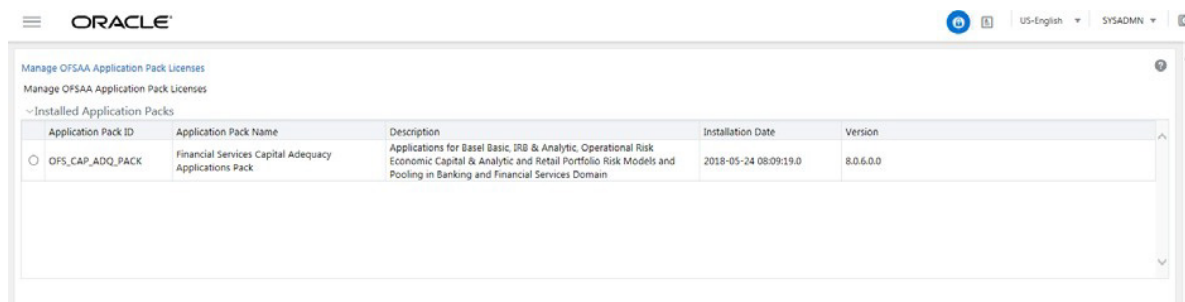 ORACLE
US-English SYSADMN
Manage OFSAA Application Pack Licenses
Manage OFSAA Application Pack Licenses
Installed Application Packs
Application Pack ID Application Pack Name Description Installation Date Version
OFS_CAP_ADQ_PACK
Financial Services Capital Adequacy
Applications Pack
Applications for Basel Basic, IRB & Analytic, Operational Risk
Economic Capital & Analytic and Retail Portfolio Risk Models and
Pooling in Banking and Financial Services Domain
2018-05-24 08:09:19.0
8.0.6.0.0